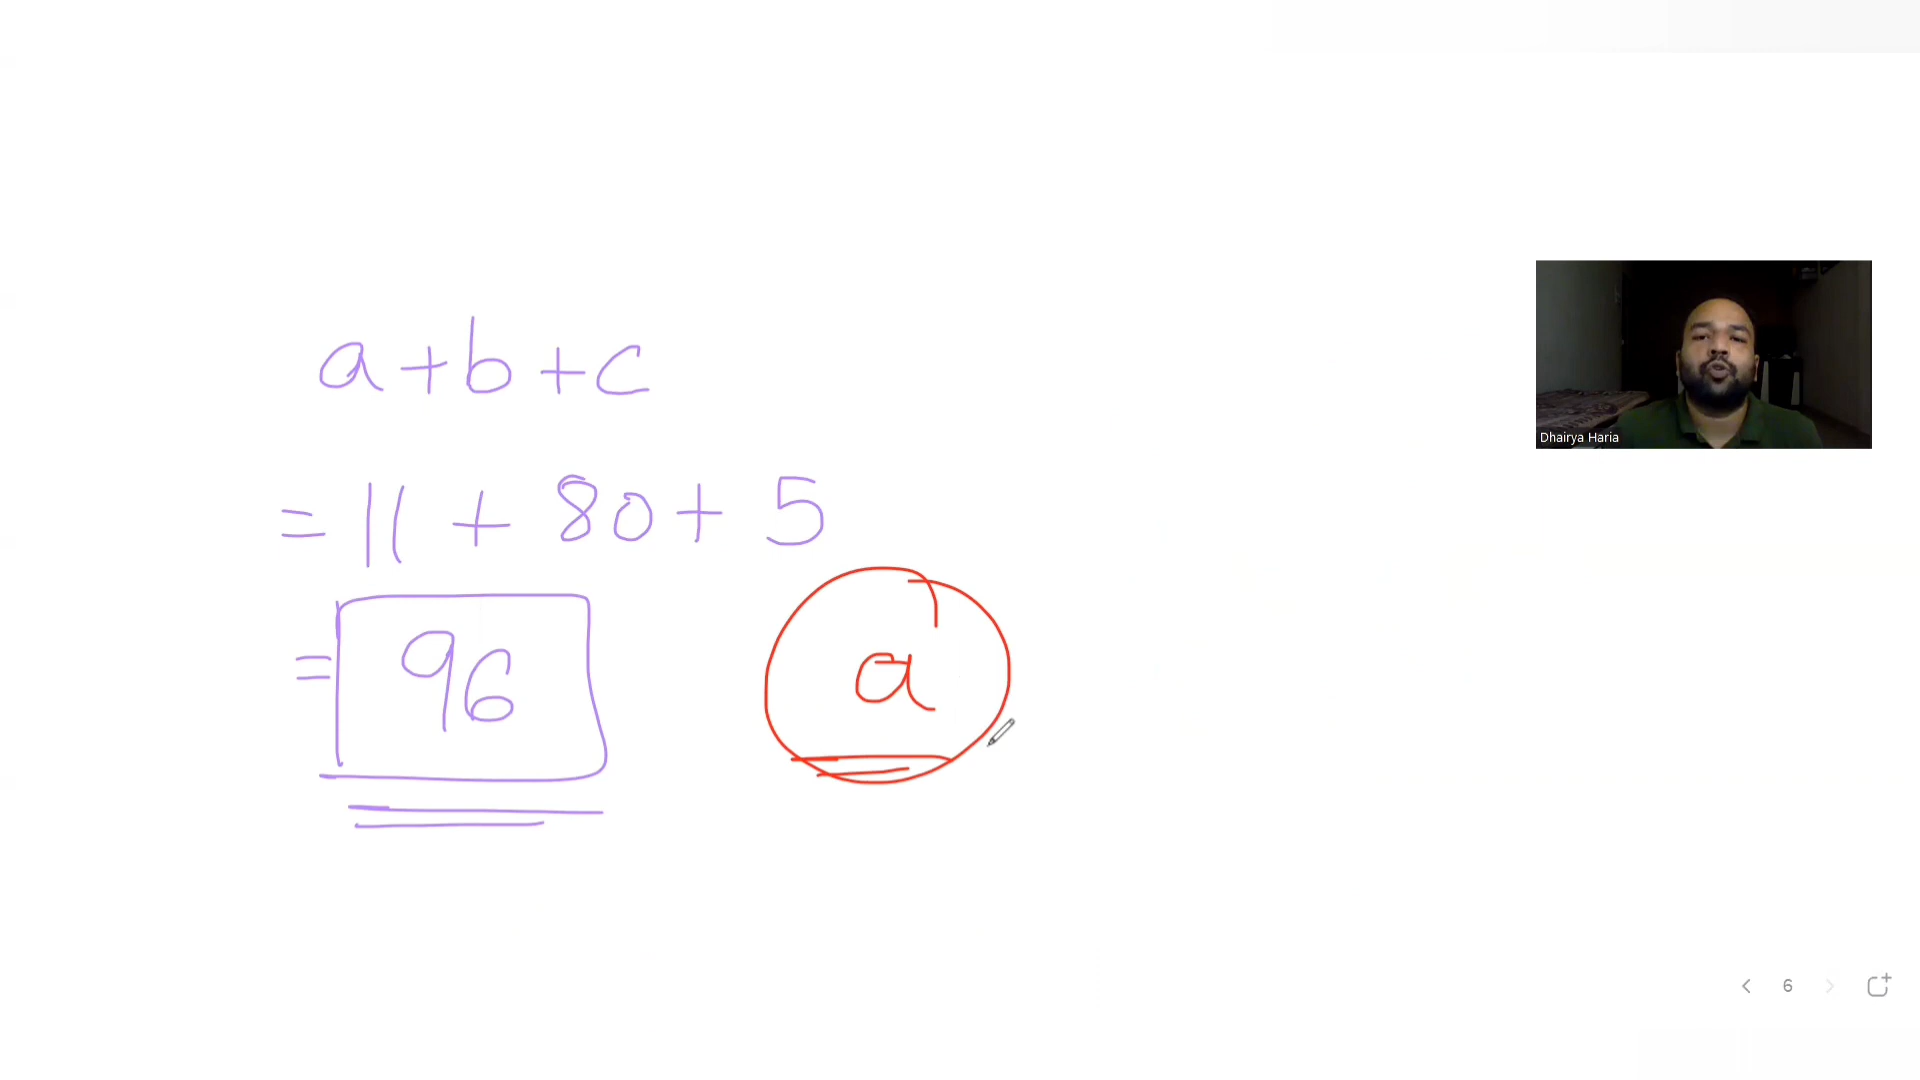 a+b+c
= 11 + 80 + 5
= 96
a
Dhairya Haria
6